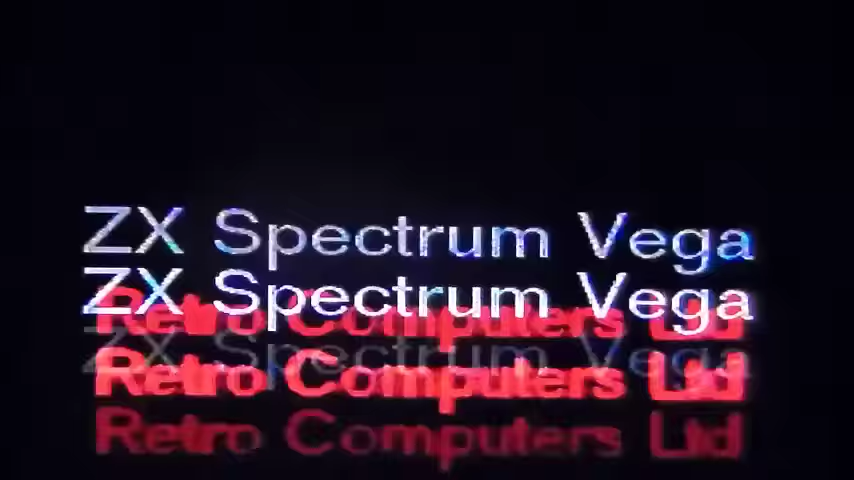 ZX Spectrum Vega
ZX Spectrum Vega
Retro Computers Ltd
ZX Spectrum Vega
Retro Computers Ltd
Retro Computers Ltd